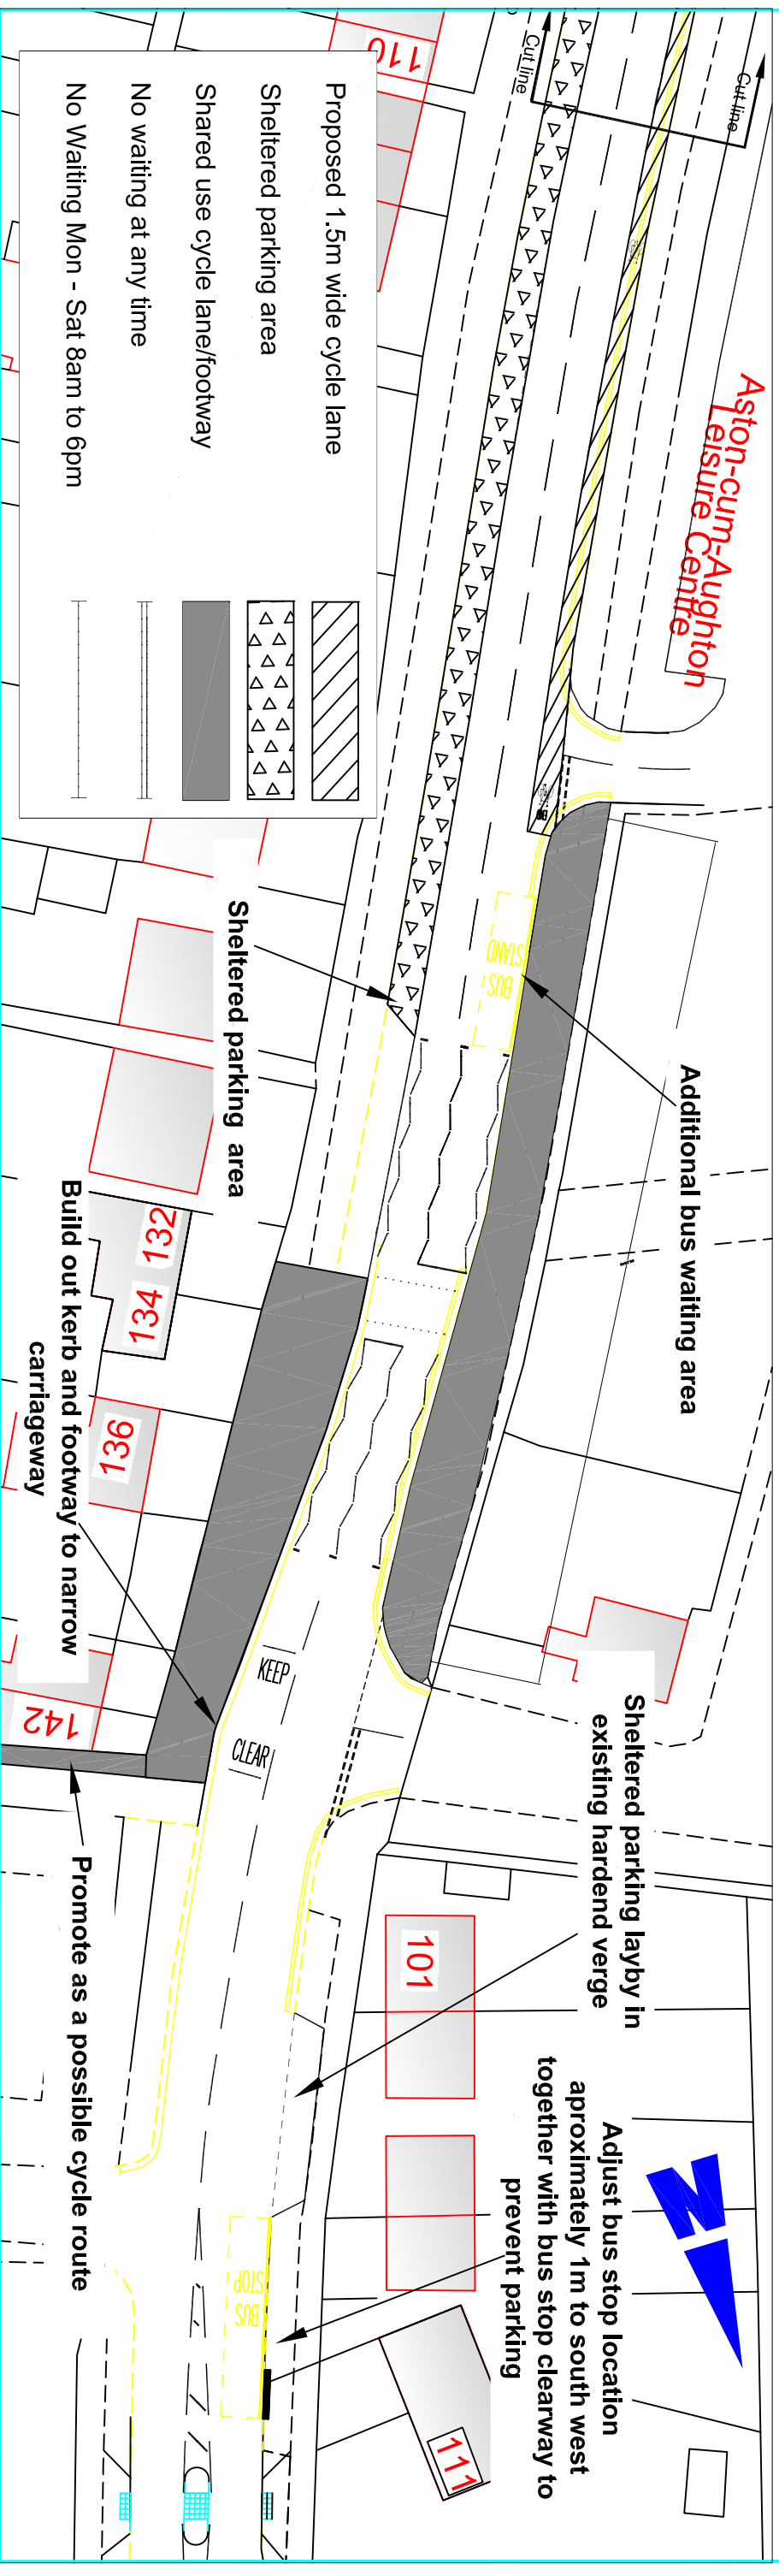 Cut line
Cut line
Aston-cum-Aughton
Leisure Centre
110
Proposed 1.5m wide cycle lane
Sheltered parking area
Shared use cycle lane/footway
No waiting at any time
No Waiting Mon - Sat 8am to 6pm
Additional bus waiting area
BUS
STAND
Sheltered parking area
132
134
136
142
Build out kerb and footway to narrow
carriageway
KEEP
CLEAR
Sheltered parking layby in
existing hardend verge
101
Promote as a possible cycle route
Adjust bus stop location
aproximately 1m to south west
together with bus stop clearway to
prevent parking
BUS
STOP
111
N